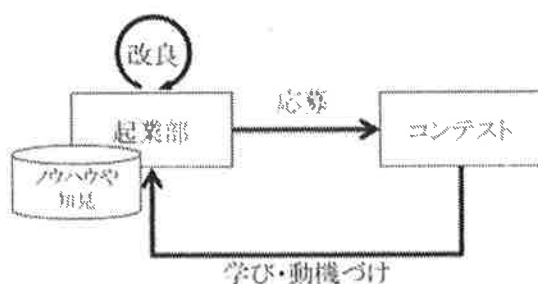 改良
応募
起業部
コンテスト
ノウハウや
知見
学び・動機づけ